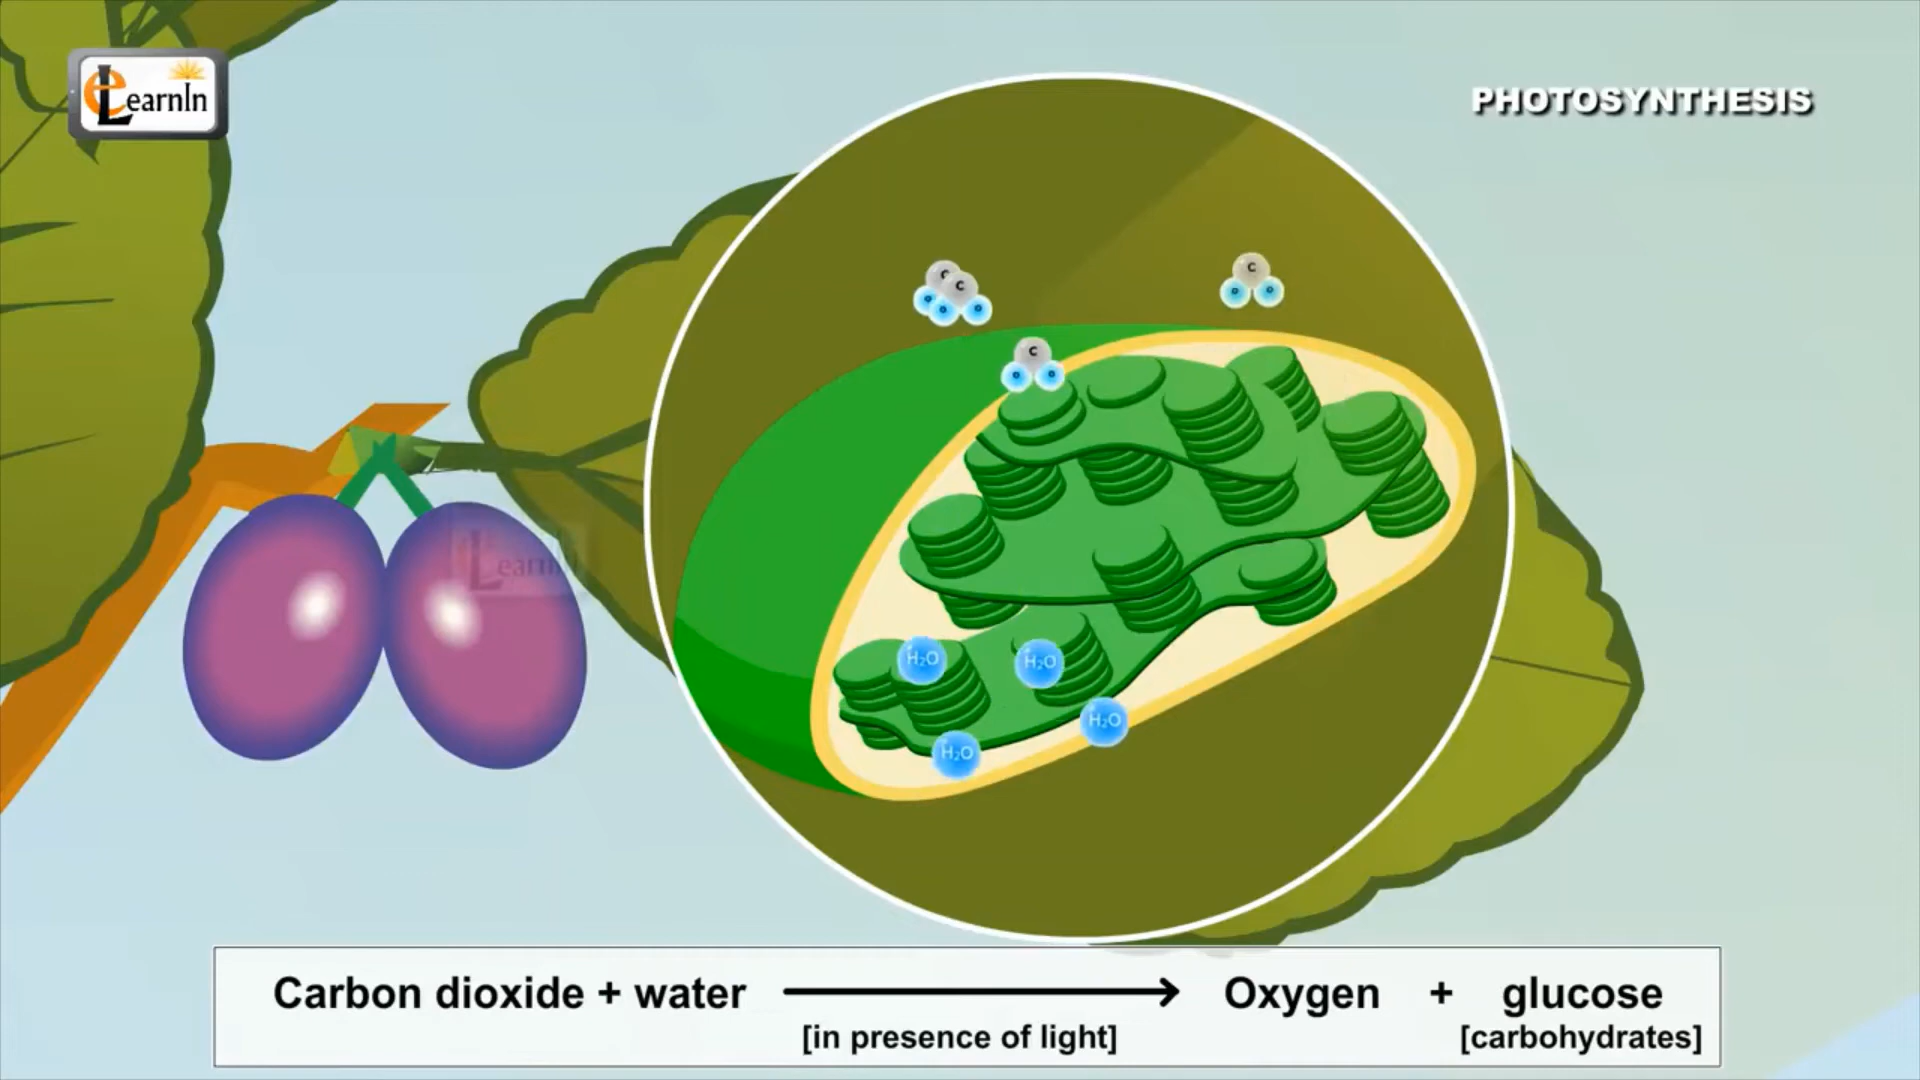 eLearnIn
PHOTOSYNTHESIS
C
C
O
O
O
C
O
O
C
O
O
H₂O
H₂O
H₂O
H₂O
Carbon dioxide + water → Oxygen + glucose
[in presence of light] [carbohydrates]